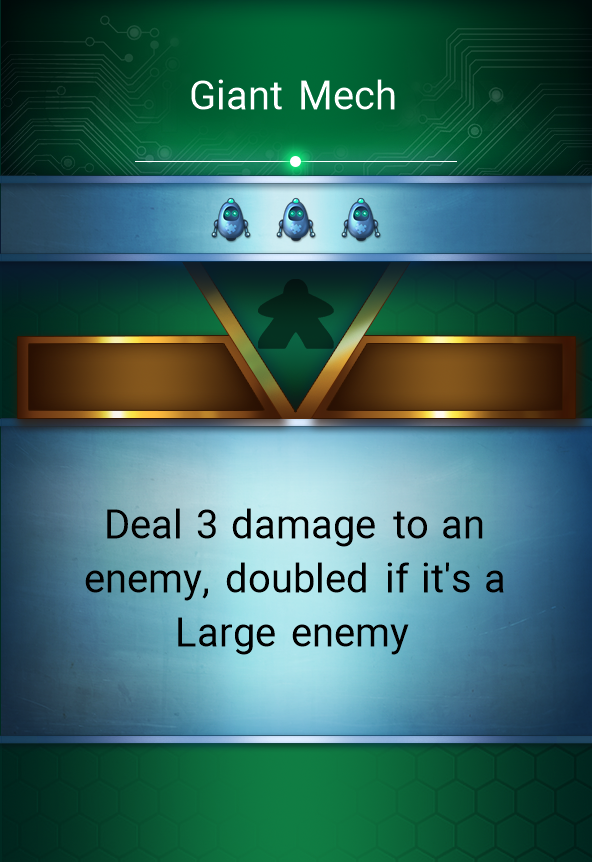 Giant Mech
Deal 3 damage to an
enemy, doubled if it's a
Large enemy